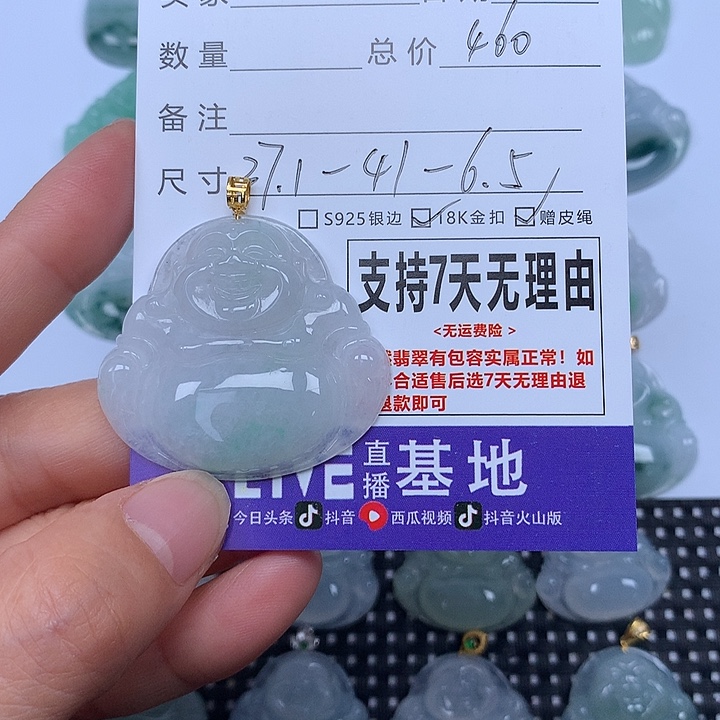 数量 总价 460
备注
尺寸 37.1-41-6.5
S925银边 18K金扣 赠皮绳
支持7天无理由
<无运费险>
翡翠有包容实属正常！如
合适售后选7天无理由退
退款即可
LIVE 直播 基地
今日头条 抖音 西瓜视频 抖音火山版